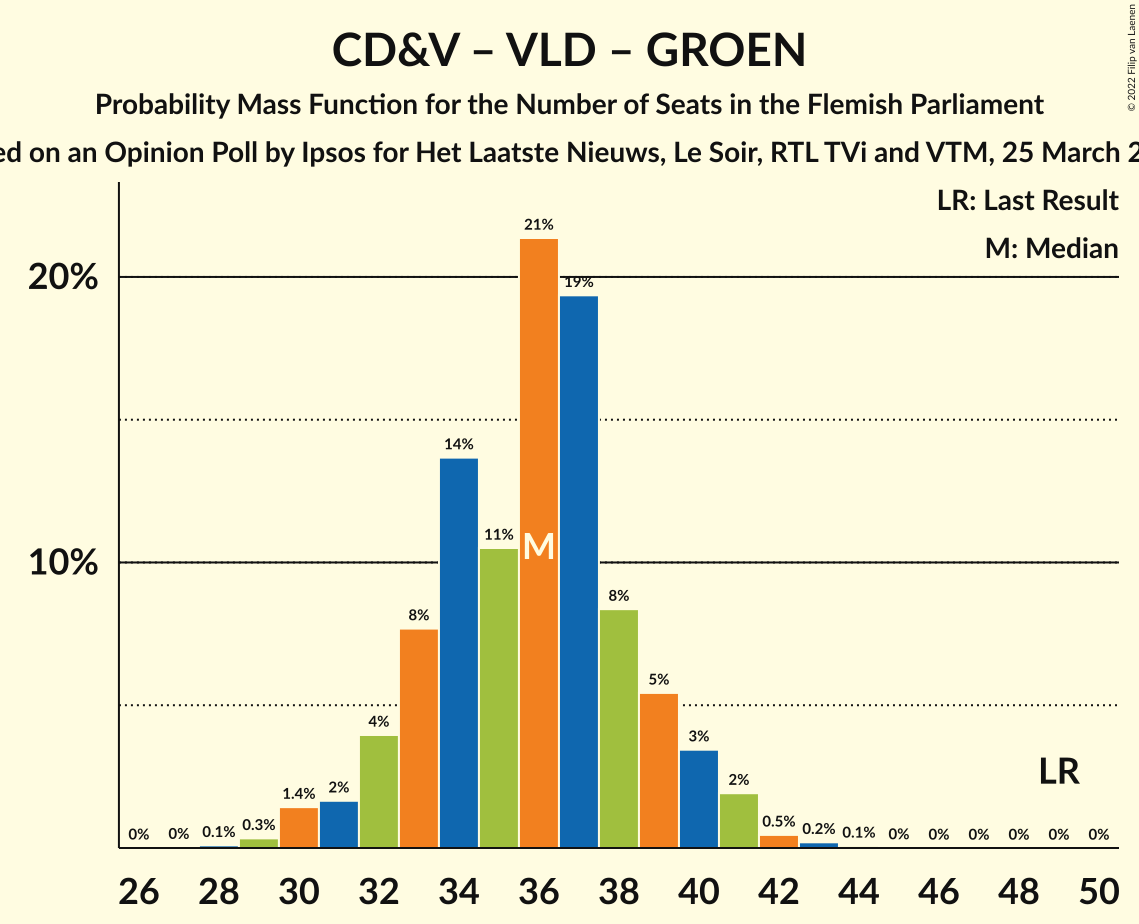 CD&V – VLD – GROEN
Probability Mass Function for the Number of Seats in the Flemish Parliament
on an Opinion Poll by Ipsos for Het Laatste Nieuws, Le Soir, RTL TVi and VTM, 25 March
© 2022 Filip van Laenen
LR: Last Result
M: Median
20%
10%
0% 0% 0.1% 0.3% 1.4% 2% 4% 8% 14% 11% 21% 19% 8% 5% 3% 2% 0.5% 0.2% 0.1% 0% 0% 0% 0% 0% 0%
M
LR
26 28 30 32 34 36 38 40 42 44 46 48 50